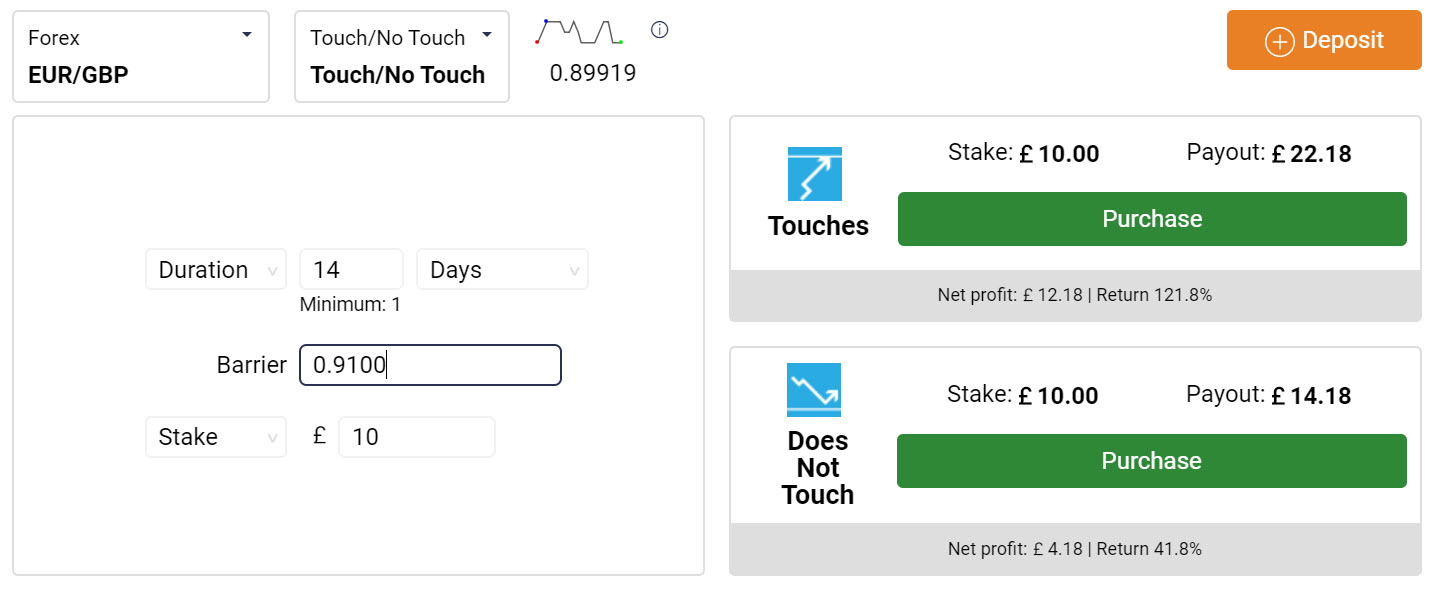 Forex
EUR/GBP
Touch/No Touch
Touch/No Touch
0.89919
Deposit
Duration 14 Days
Minimum: 1
Barrier 0.9100
Stake £ 10
Touches
Stake: £ 10.00 Payout: £ 22.18
Purchase
Net profit: £ 12.18 | Return 121.8%
Does
Not
Touch
Stake: £ 10.00 Payout: £ 14.18
Purchase
Net profit: £ 4.18 | Return 41.8%